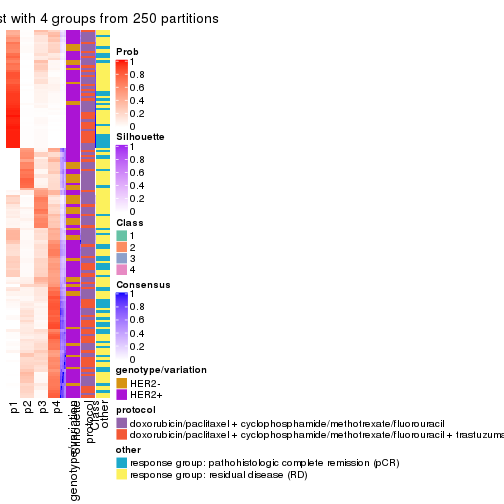 st with 4 groups from 250 partitions
Prob
1
0.8
0.6
0.4
0.2
0
Silhouette
1
0.8
0.6
0.4
0.2
0
Class
1
2
3
4
Consensus
1
0.8
0.6
0.4
0.2
0
genotype/variation
HER2-
HER2+
protocol
doxorubicin/paclitaxel + cyclophosphamide/methotrexate/fluorouracil
doxorubicin/paclitaxel + cyclophosphamide/methotrexate/fluorouracil + trastuzuma
other
response group: pathohistologic complete remission (pCR)
response group: residual disease (RD)
p1
p2
p3
p4
Silhouette
genotype/variation
protocol
Class
other